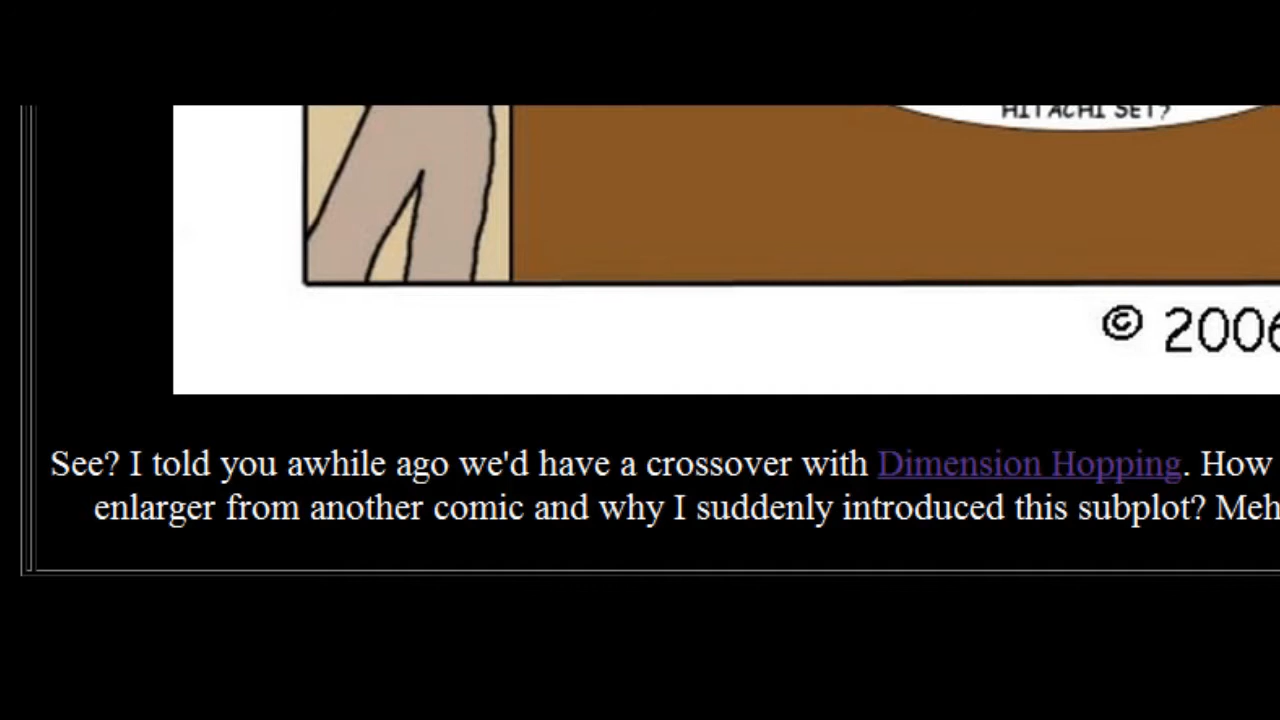 HITACHI SET?
© 2006
See? I told you awhile ago we'd have a crossover with Dimension Hopping. How
enlarger from another comic and why I suddenly introduced this subplot? Meh